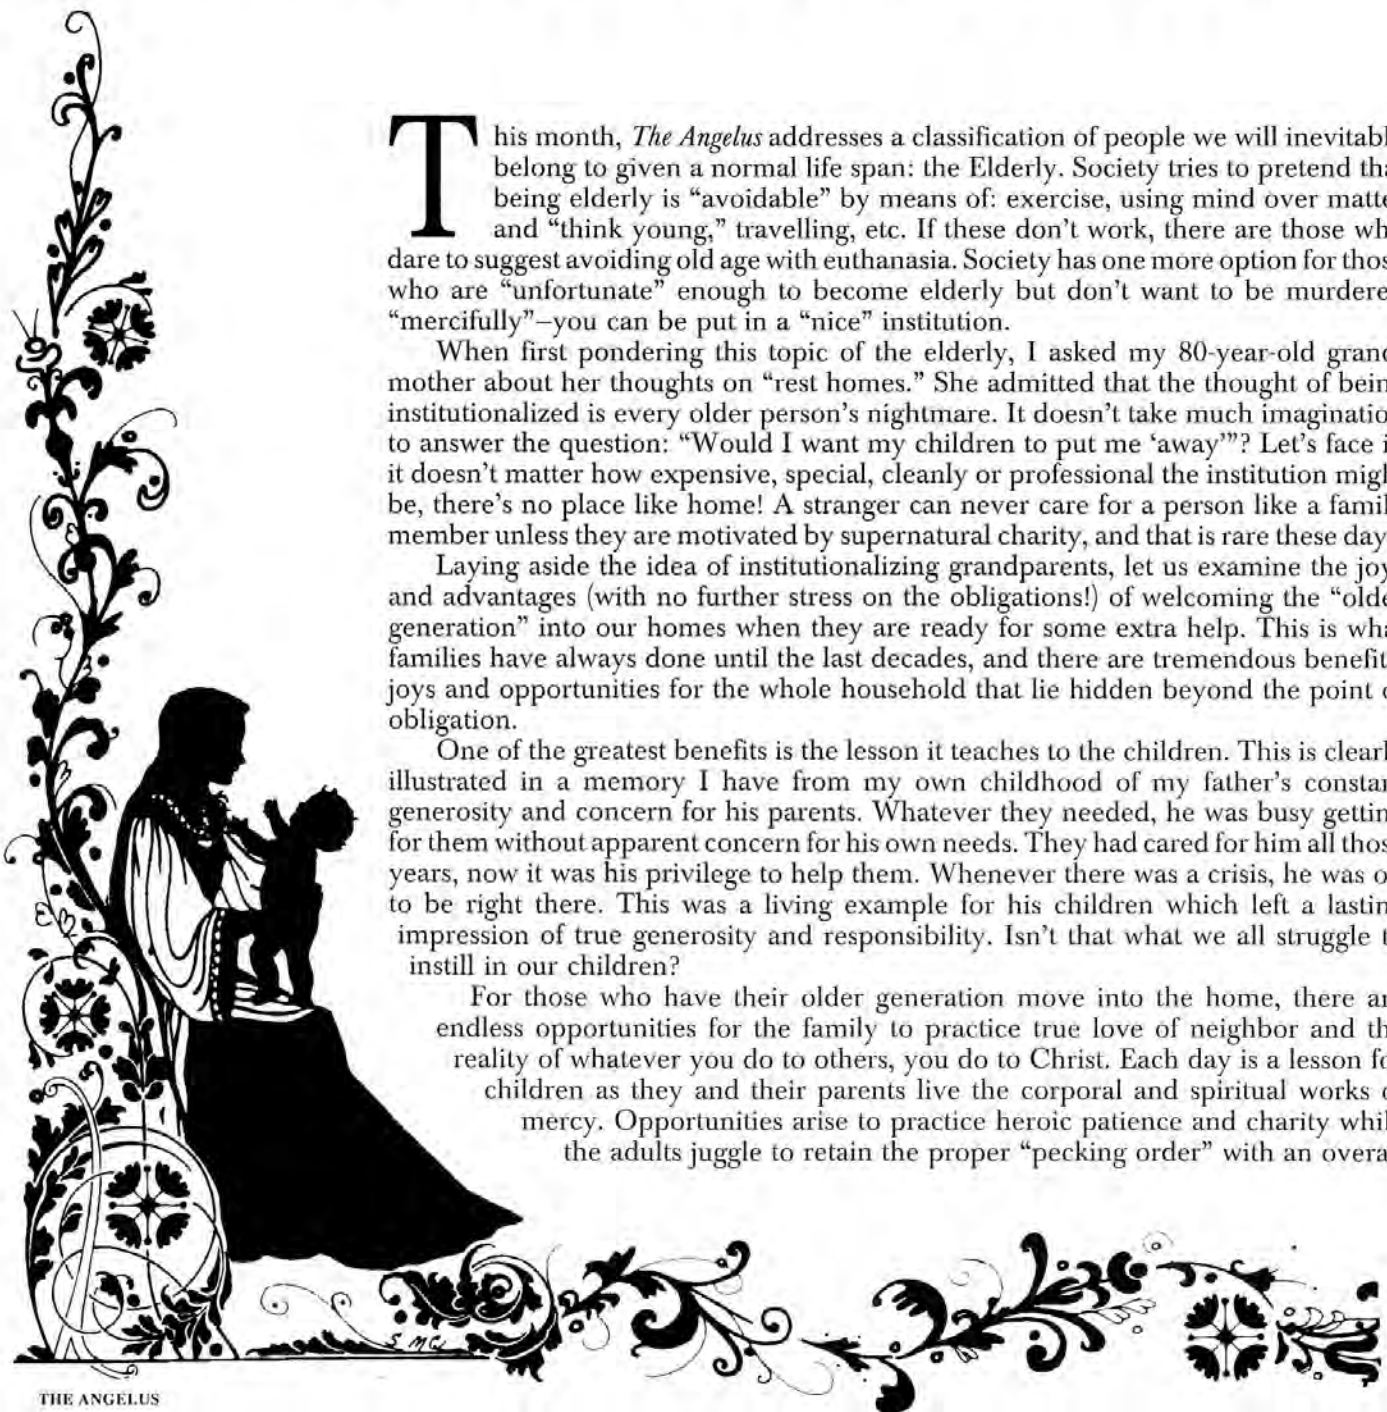 This month, The Angelus addresses a classification of people we will inevitabl
belong to given a normal life span: the Elderly. Society tries to pretend tha
being elderly is “avoidable” by means of: exercise, using mind over matte
and “think young,” travelling, etc. If these don’t work, there are those wh
dare to suggest avoiding old age with euthanasia. Society has one more option for thos
who are “unfortunate” enough to become elderly but don’t want to be murdere
“mercifully”–you can be put in a “nice” institution.
When first pondering this topic of the elderly, I asked my 80-year-old grand
mother about her thoughts on “rest homes.” She admitted that the thought of bein
institutionalized is every older person’s nightmare. It doesn’t take much imaginatio
to answer the question: “Would I want my children to put me ‘away’”? Let’s face i
it doesn’t matter how expensive, special, cleanly or professional the institution migh
be, there’s no place like home! A stranger can never care for a person like a famil
member unless they are motivated by supernatural charity, and that is rare these day
Laying aside the idea of institutionalizing grandparents, let us examine the joy
and advantages (with no further stress on the obligations!) of welcoming the “olde
generation” into our homes when they are ready for some extra help. This is wha
families have always done until the last decades, and there are tremendous benefit
joys and opportunities for the whole household that lie hidden beyond the point o
obligation.
One of the greatest benefits is the lesson it teaches to the children. This is clearl
illustrated in a memory I have from my own childhood of my father’s constan
generosity and concern for his parents. Whatever they needed, he was busy gettin
for them without apparent concern for his own needs. They had cared for him all thos
years, now it was his privilege to help them. Whenever there was a crisis, he was o
to be right there. This was a living example for his children which left a lastin
impression of true generosity and responsibility. Isn’t that what we all struggle t
instill in our children?
For those who have their older generation move into the home, there ar
endless opportunities for the family to practice true love of neighbor and th
reality of whatever you do to others, you do to Christ. Each day is a lesson fo
children as they and their parents live the corporal and spiritual works o
mercy. Opportunities arise to practice heroic patience and charity whil
the adults juggle to retain the proper “pecking order” with an overa
THE ANGELUS